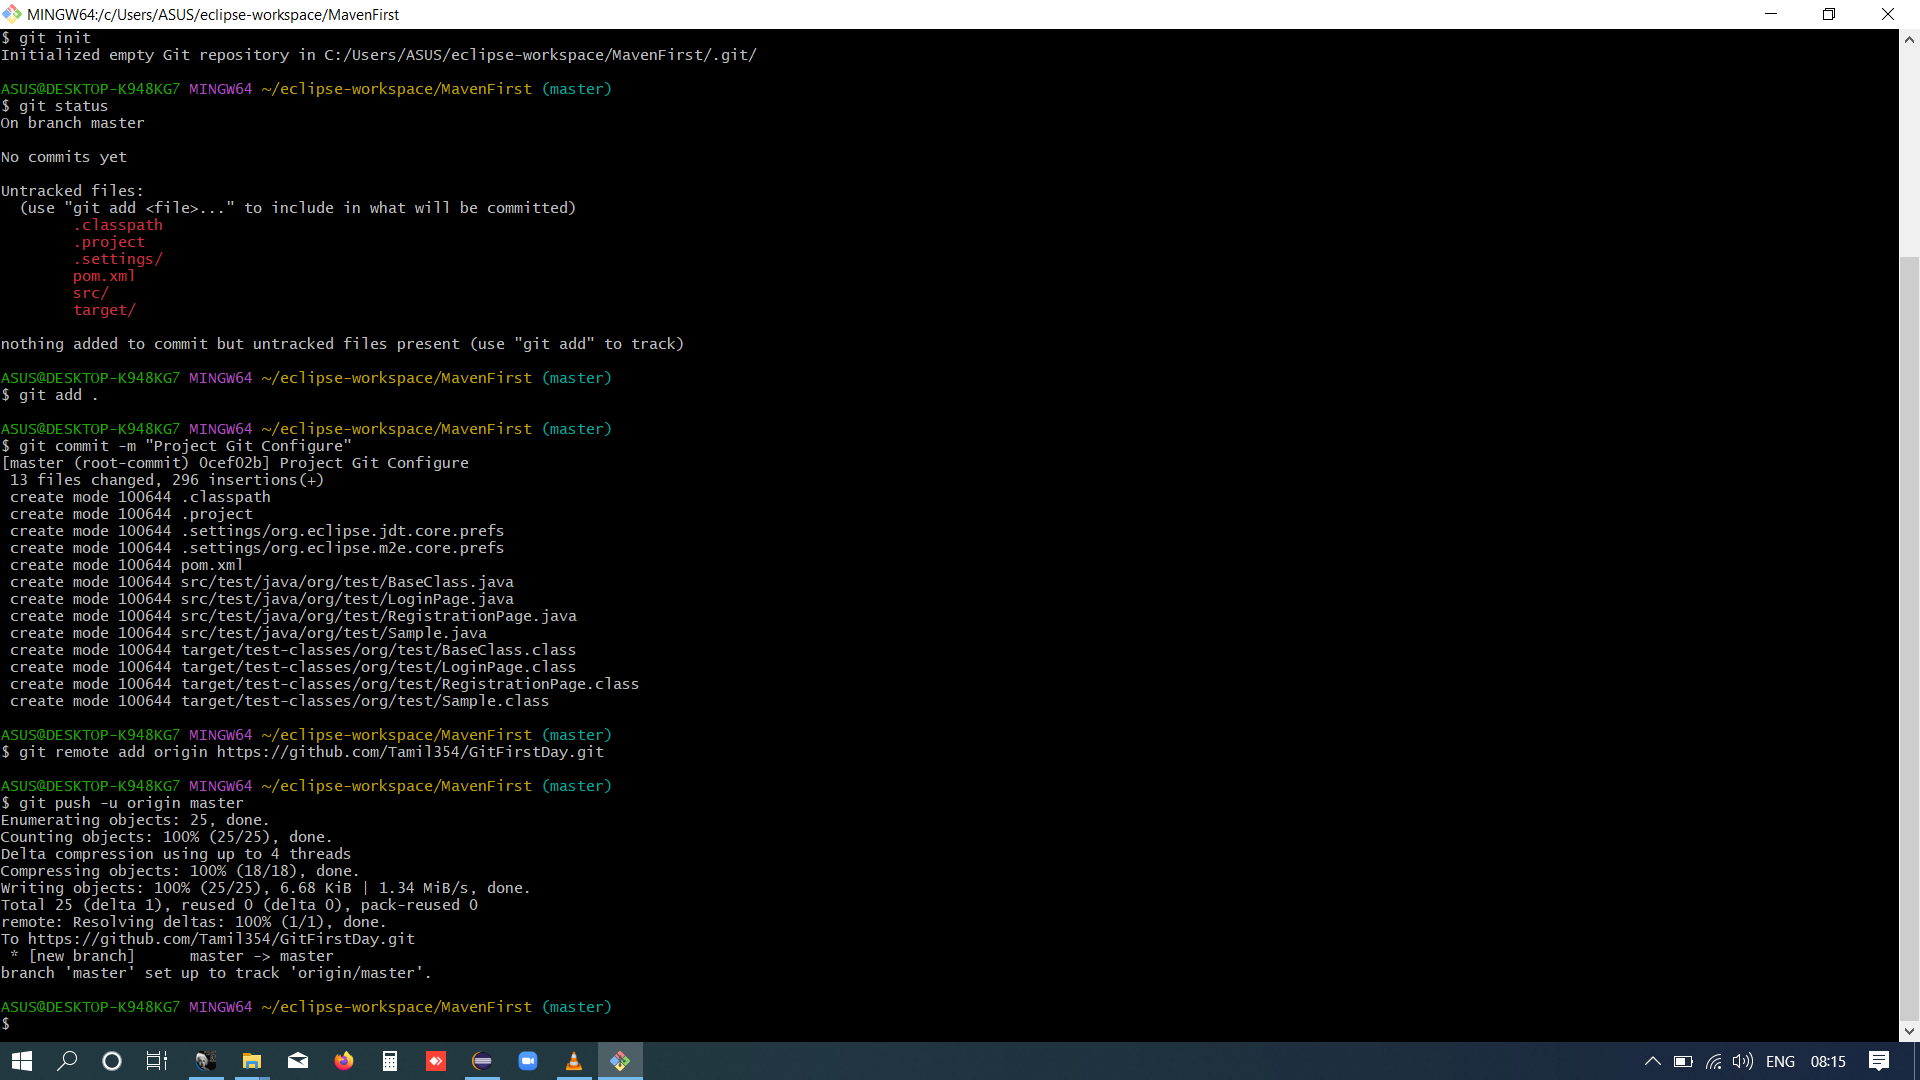 MINGW64:/c/Users/ASUS/eclipse-workspace/MavenFirst
$ git init
Initialized empty Git repository in C:/Users/ASUS/eclipse-workspace/MavenFirst/.git/
ASUS@DESKTOP-K948KG7 MINGW64 ~/eclipse-workspace/MavenFirst (master)
$ git status
On branch master
No commits yet
Untracked files:
  (use "git add <file>..." to include in what will be committed)
        .classpath
        .project
        .settings/
        pom.xml
        src/
        target/
nothing added to commit but untracked files present (use "git add" to track)
ASUS@DESKTOP-K948KG7 MINGW64 ~/eclipse-workspace/MavenFirst (master)
$ git add .
ASUS@DESKTOP-K948KG7 MINGW64 ~/eclipse-workspace/MavenFirst (master)
$ git commit -m "Project Git Configure"
[master (root-commit) 0cef02b] Project Git Configure
 13 files changed, 296 insertions(+)
 create mode 100644 .classpath
 create mode 100644 .project
 create mode 100644 .settings/org.eclipse.jdt.core.prefs
 create mode 100644 .settings/org.eclipse.m2e.core.prefs
 create mode 100644 pom.xml
 create mode 100644 src/test/java/org/test/BaseClass.java
 create mode 100644 src/test/java/org/test/LoginPage.java
 create mode 100644 src/test/java/org/test/RegistrationPage.java
 create mode 100644 src/test/java/org/test/Sample.java
 create mode 100644 target/test-classes/org/test/BaseClass.class
 create mode 100644 target/test-classes/org/test/LoginPage.class
 create mode 100644 target/test-classes/org/test/RegistrationPage.class
 create mode 100644 target/test-classes/org/test/Sample.class
ASUS@DESKTOP-K948KG7 MINGW64 ~/eclipse-workspace/MavenFirst (master)
$ git remote add origin https://github.com/Tamil354/GitFirstDay.git
ASUS@DESKTOP-K948KG7 MINGW64 ~/eclipse-workspace/MavenFirst (master)
$ git push -u origin master
Enumerating objects: 25, done.
Counting objects: 100% (25/25), done.
Delta compression using up to 4 threads
Compressing objects: 100% (18/18), done.
Writing objects: 100% (25/25), 6.68 KiB | 1.34 MiB/s, done.
Total 25 (delta 1), reused 0 (delta 0), pack-reused 0
remote: Resolving deltas: 100% (1/1), done.
To https://github.com/Tamil354/GitFirstDay.git
 * [new branch]      master -> master
branch 'master' set up to track 'origin/master'.
ASUS@DESKTOP-K948KG7 MINGW64 ~/eclipse-workspace/MavenFirst (master)
$
ENG 08:15